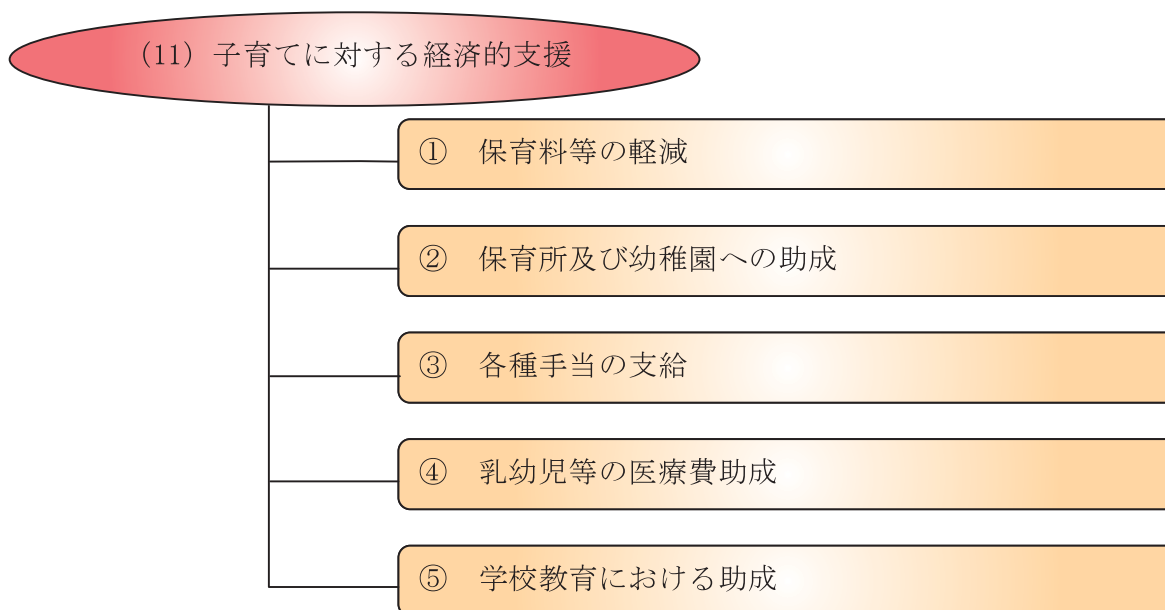 (11) 子育てに対する経済的支援
①　保育料等の軽減
②　保育所及び幼稚園への助成
③　各種手当の支給
④　乳幼児等の医療費助成
⑤　学校教育における助成